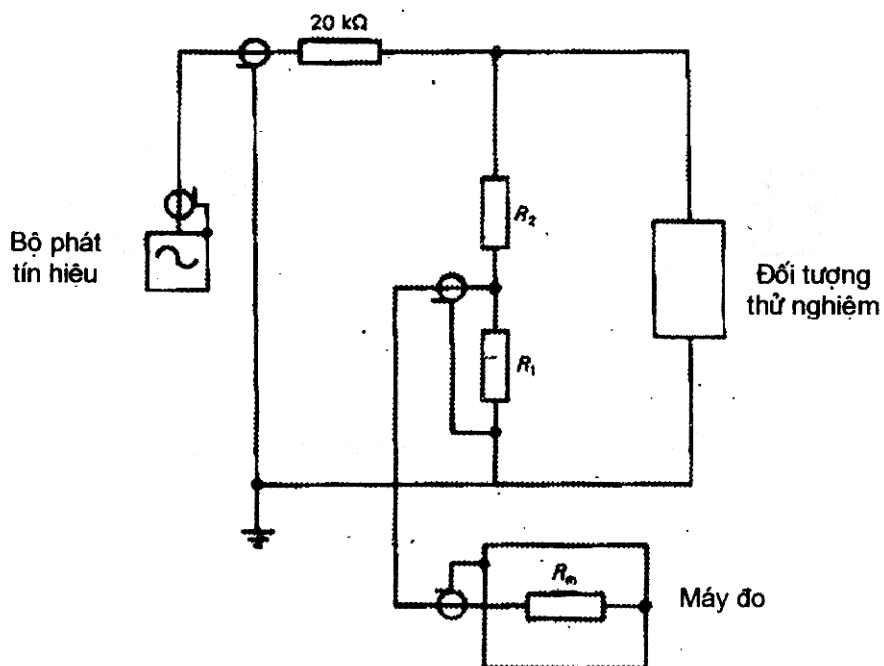 20 kΩ
R₂
Bộ phát
tín hiệu
Đối tượng
thử nghiệm
R₁
Rₘ
Máy đo